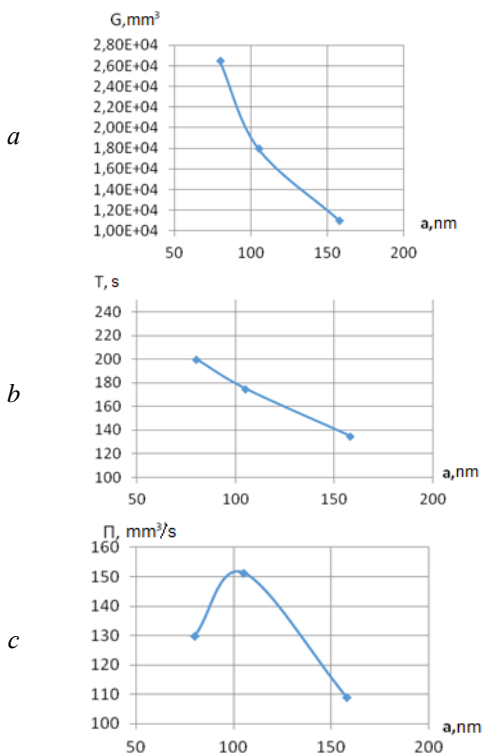 G,mm³
2,80E+04
2,60E+04
2,40E+04
2,20E+04
2,00E+04
1,80E+04
1,60E+04
1,40E+04
1,20E+04
1,00E+04
a
a,nm
50 100 150 200
T, s
240
220
200
180
160
140
120
100
b
a,nm
50 100 150 200
П, mm³/s
160
150
140
130
120
110
100
c
a,nm
50 100 150 200